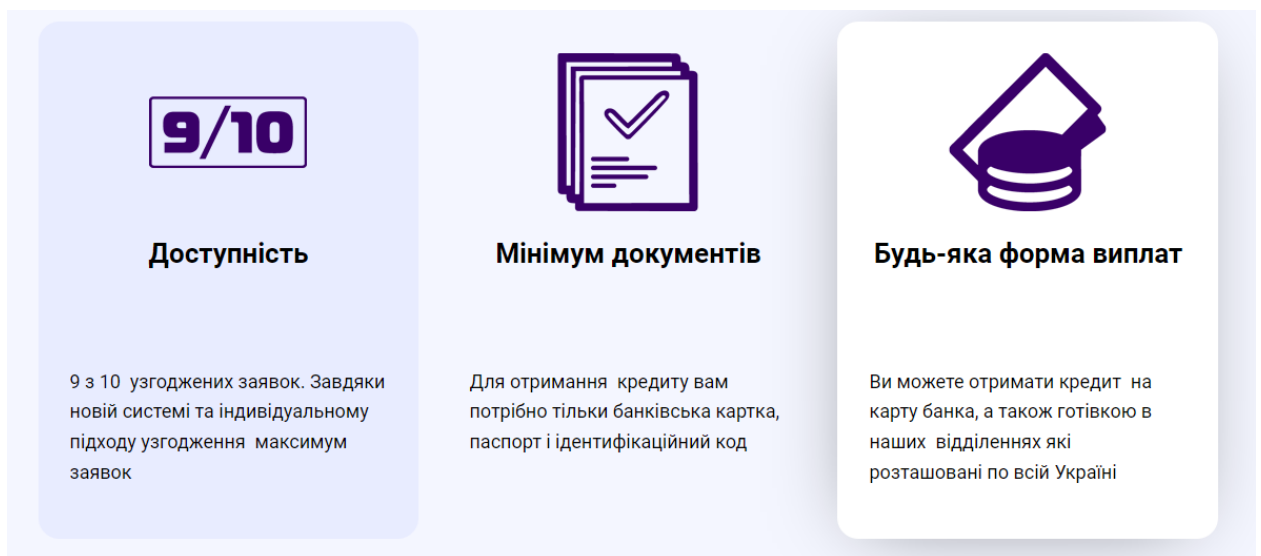 9/10
Доступність
9 з 10  узгоджених заявок. Завдяки
новій системі та індивідуальному
підходу узгодження  максимум
заявок
Мінімум документів
Для отримання  кредиту вам
потрібно тільки банківська картка,
паспорт і ідентифікаційний код
Будь-яка форма виплат
Ви можете отримати кредит  на
карту банка, а також готівкою в
наших  відділеннях які
розташовані по всій Україні